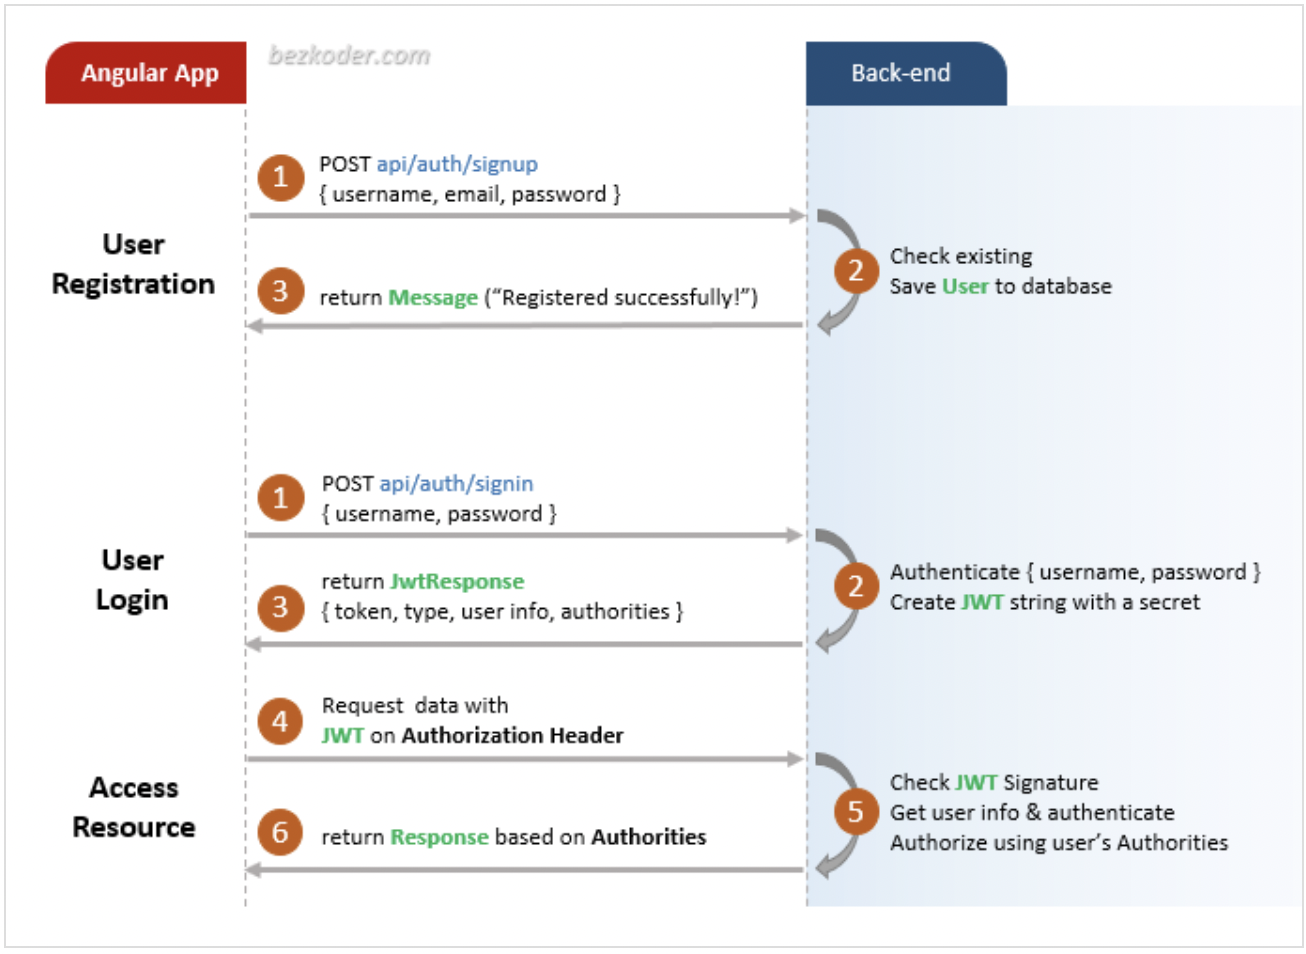 Angular App
bezkoder.com
Back-end
User
Registration
1
POST api/auth/signup
{ username, email, password }
2
Check existing
Save User to database
3
return Message (“Registered successfully!”)
User
Login
1
POST api/auth/signin
{ username, password }
2
Authenticate { username, password }
Create JWT string with a secret
3
return JwtResponse
{ token, type, user info, authorities }
Access
Resource
4
Request  data with
JWT on Authorization Header
5
Check JWT Signature
Get user info & authenticate
Authorize using user’s Authorities
6
return Response based on Authorities